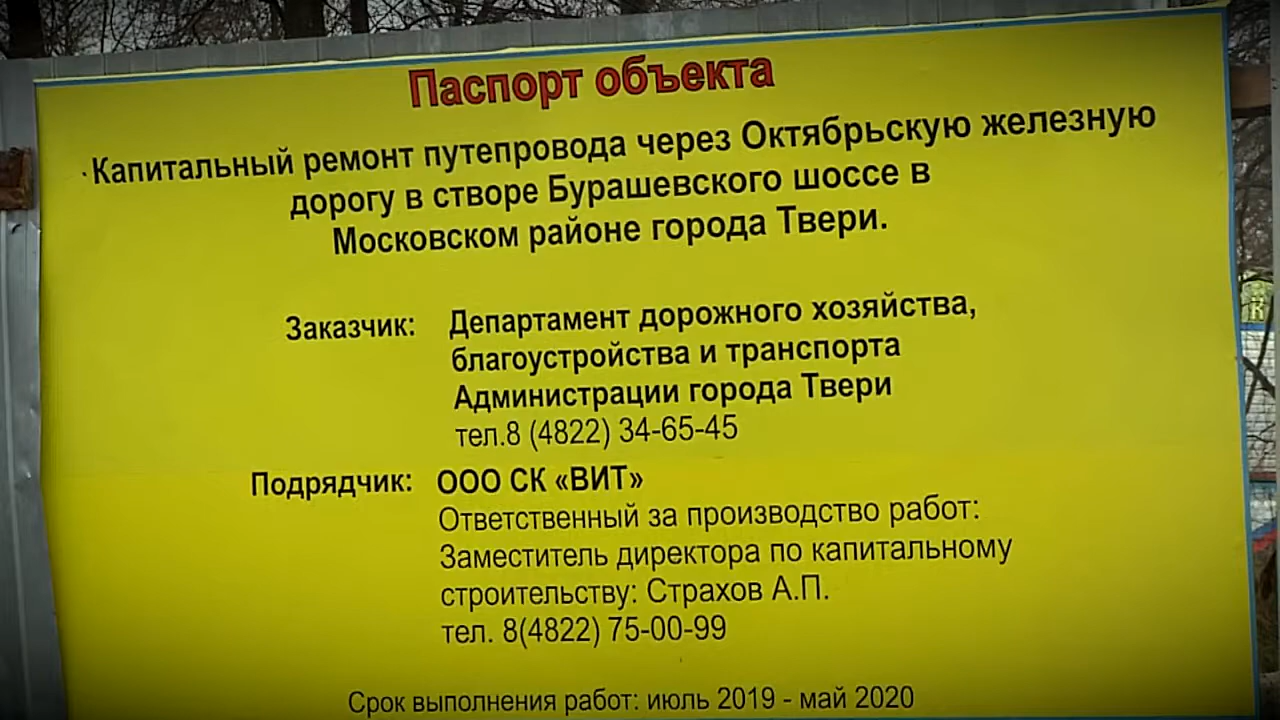 Паспорт объекта
Капитальный ремонт путепровода через Октябрьскую железную
дорогу в створе Бурашевского шоссе в
Московском районе города Твери.
Заказчик: Департамент дорожного хозяйства,
благоустройства и транспорта
Администрации города Твери
тел.8 (4822) 34-65-45
Подрядчик: ООО СК «ВИТ»
Ответственный за производство работ:
Заместитель директора по капитальному
строительству: Страхов А.П.
тел. 8(4822) 75-00-99
Срок выполнения работ: июль 2019 - май 2020